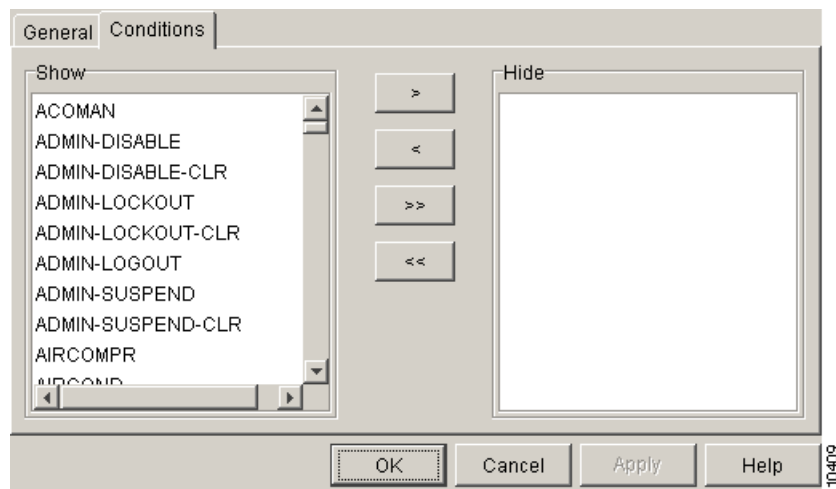 General Conditions
Show
Hide
ACOMAN
ADMIN-DISABLE
ADMIN-DISABLE-CLR
ADMIN-LOCKOUT
ADMIN-LOCKOUT-CLR
ADMIN-LOGOUT
ADMIN-SUSPEND
ADMIN-SUSPEND-CLR
AIRCOMPR
AIRCOND
>
<
>>
<<
OK Cancel Apply Help
10409